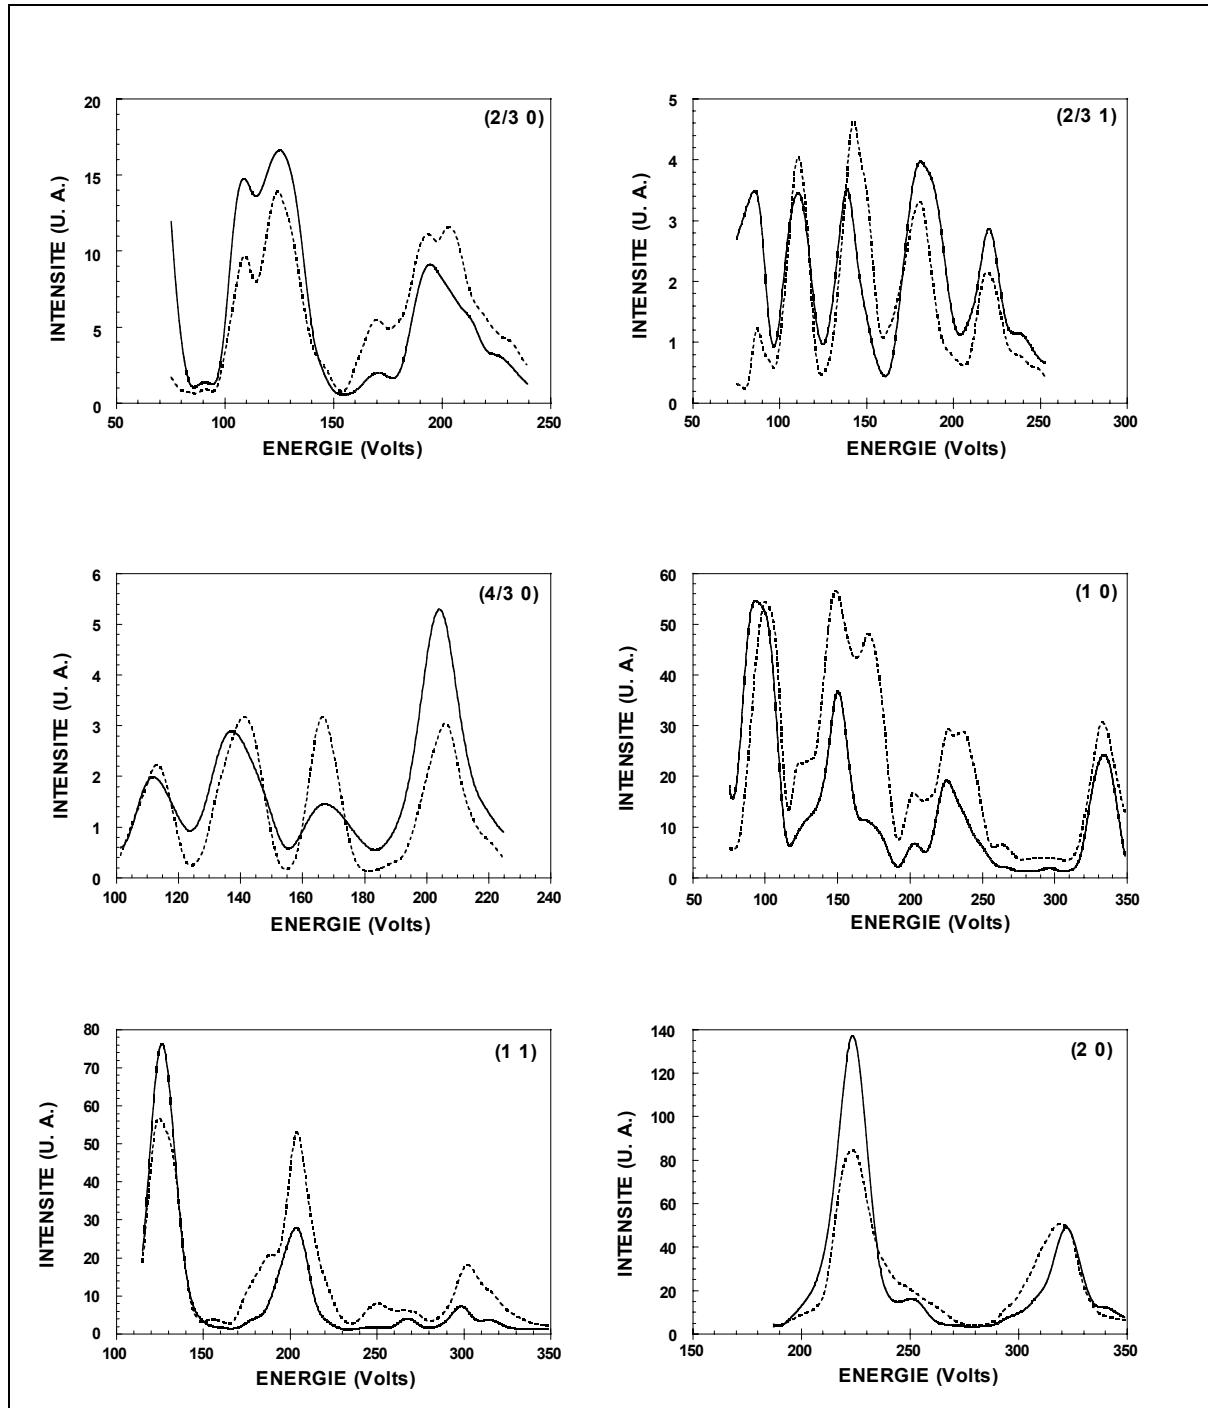 (2/3 0)
20
15
10
5
0
INTENSITE (U. A.)
50 100 150 200 250
ENERGIE (Volts)
(2/3 1)
5
4
3
2
1
0
INTENSITE (U. A.)
50 100 150 200 250 300
ENERGIE (Volts)
(4/3 0)
6
5
4
3
2
1
0
INTENSITE (U. A.)
100 120 140 160 180 200 220 240
ENERGIE (Volts)
(1 0)
60
50
40
30
20
10
0
INTENSITE (U. A.)
50 100 150 200 250 300 350
ENERGIE (Volts)
(1 1)
80
70
60
50
40
30
20
10
0
INTENSITE (U. A.)
100 150 200 250 300 350
ENERGIE (Volts)
(2 0)
140
120
100
80
60
40
20
0
INTENSITE (U. A.)
150 200 250 300 350
ENERGIE (Volts)